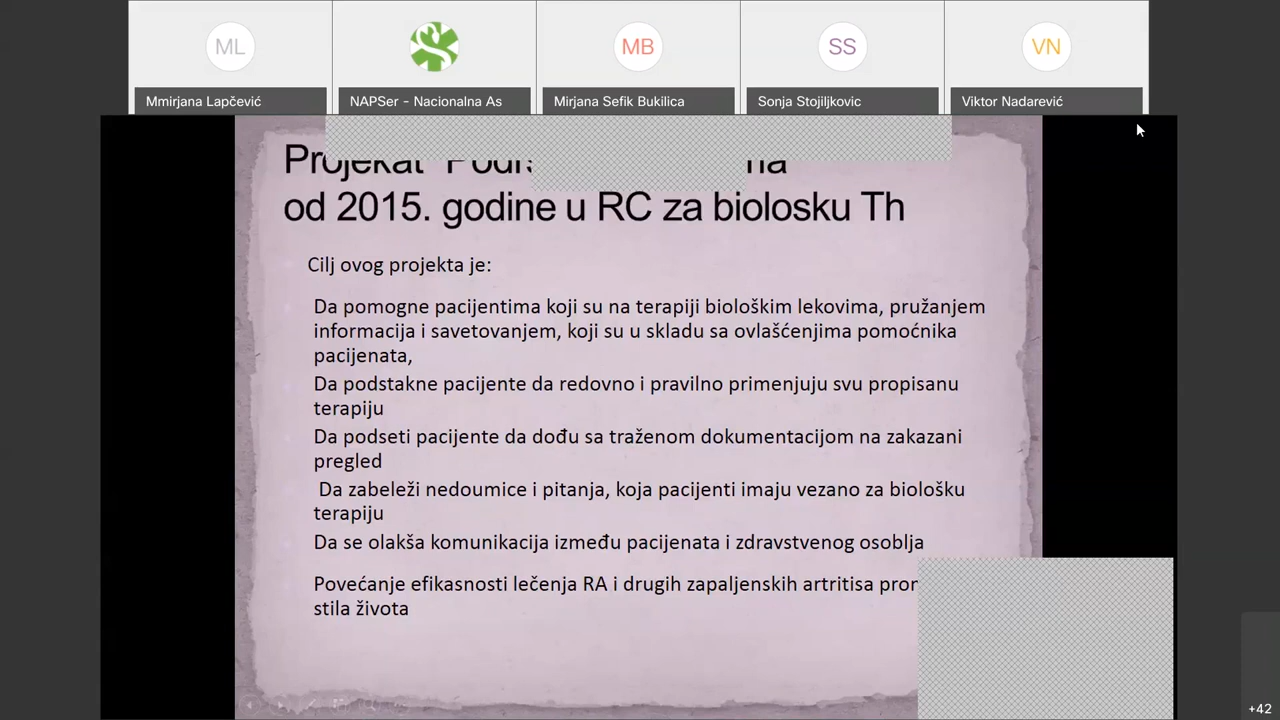 ML
MB
SS
VN
Mmirjana Lapčević
NAPSer - Nacionalna As
Mirjana Sefik Bukilica
Sonja Stojiljkovic
Viktor Nadarević
Projekat
od 2015. godine u RC za biolosku Th
Cilj ovog projekta je:
Da pomogne pacijentima koji su na terapiji biološkim lekovima, pružanjem
informacija i savetovanjem, koji su u skladu sa ovlašćenjima pomoćnika
pacijenata,
Da podstakne pacijente da redovno i pravilno primenjuju svu propisanu
terapiju
Da podseti pacijente da dođu sa traženom dokumentacijom na zakazani
pregled
Da zabeleži nedoumice i pitanja, koja pacijenti imaju vezano za biološku
terapiju
Da se olakša komunikacija između pacijenata i zdravstvenog osoblja
Povećanje efikasnosti lečenja RA i drugih zapaljenskih artritisa
stila života
+42